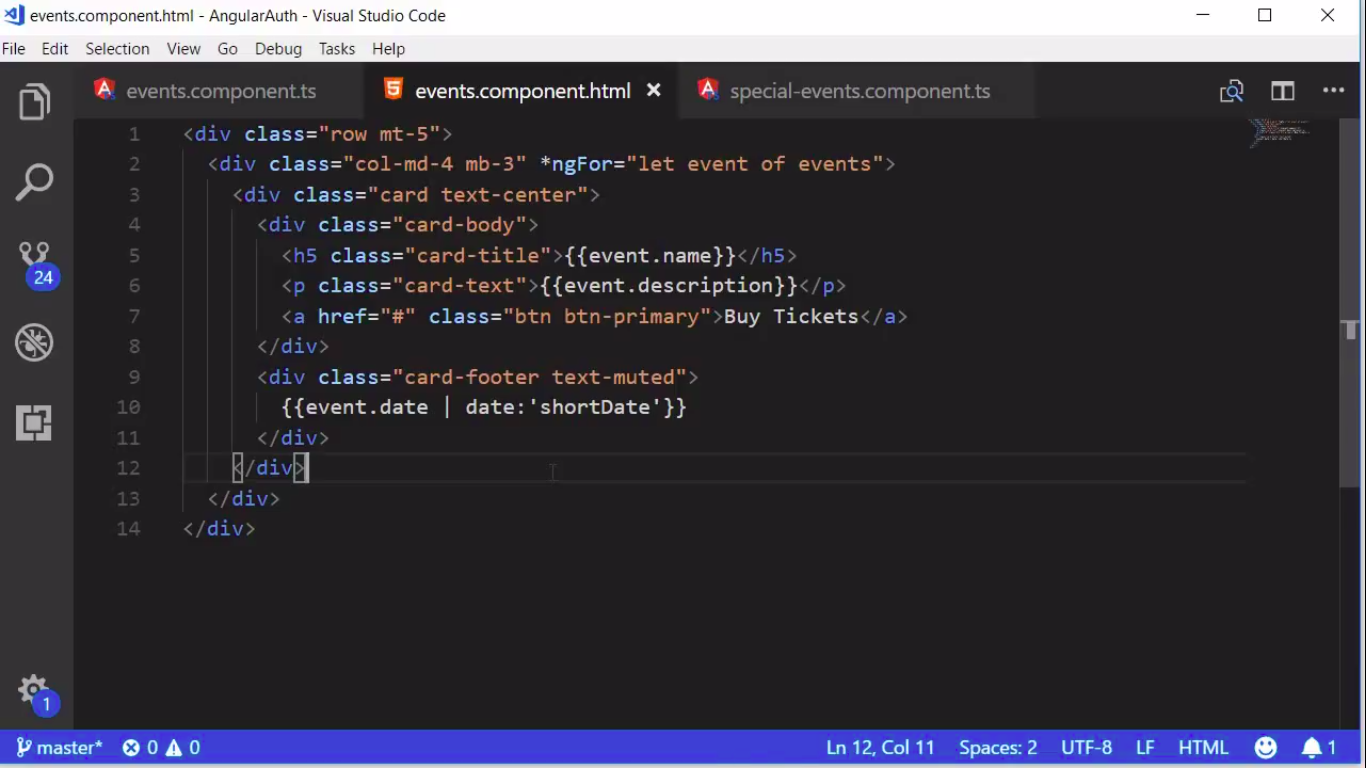 events.component.html - AngularAuth - Visual Studio Code
File Edit Selection View Go Debug Tasks Help
events.component.ts events.component.html special-events.component.ts
1 <div class="row mt-5">
2 <div class="col-md-4 mb-3" *ngFor="let event of events">
3 <div class="card text-center">
4 <div class="card-body">
5 <h5 class="card-title">{{event.name}}</h5>
6 <p class="card-text">{{event.description}}</p>
7 <a href="#" class="btn btn-primary">Buy Tickets</a>
8 </div>
9 <div class="card-footer text-muted">
10 {{event.date | date:'shortDate'}}
11 </div>
12 </div>
13 </div>
14 </div>
24
1
master* 0 0 Ln 12, Col 11 Spaces: 2 UTF-8 LF HTML 1